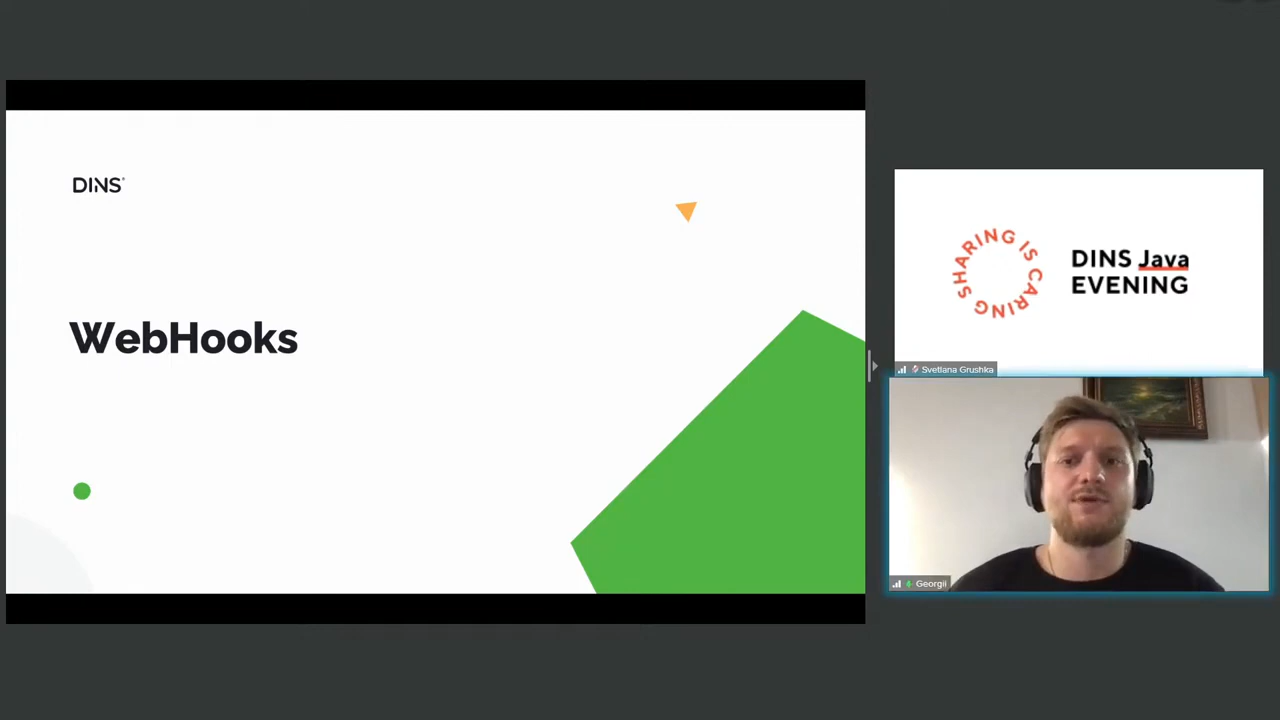 DINS
WebHooks
SHARING IS CARING
DINS Java
EVENING
Svetlana Grushka
Georgii